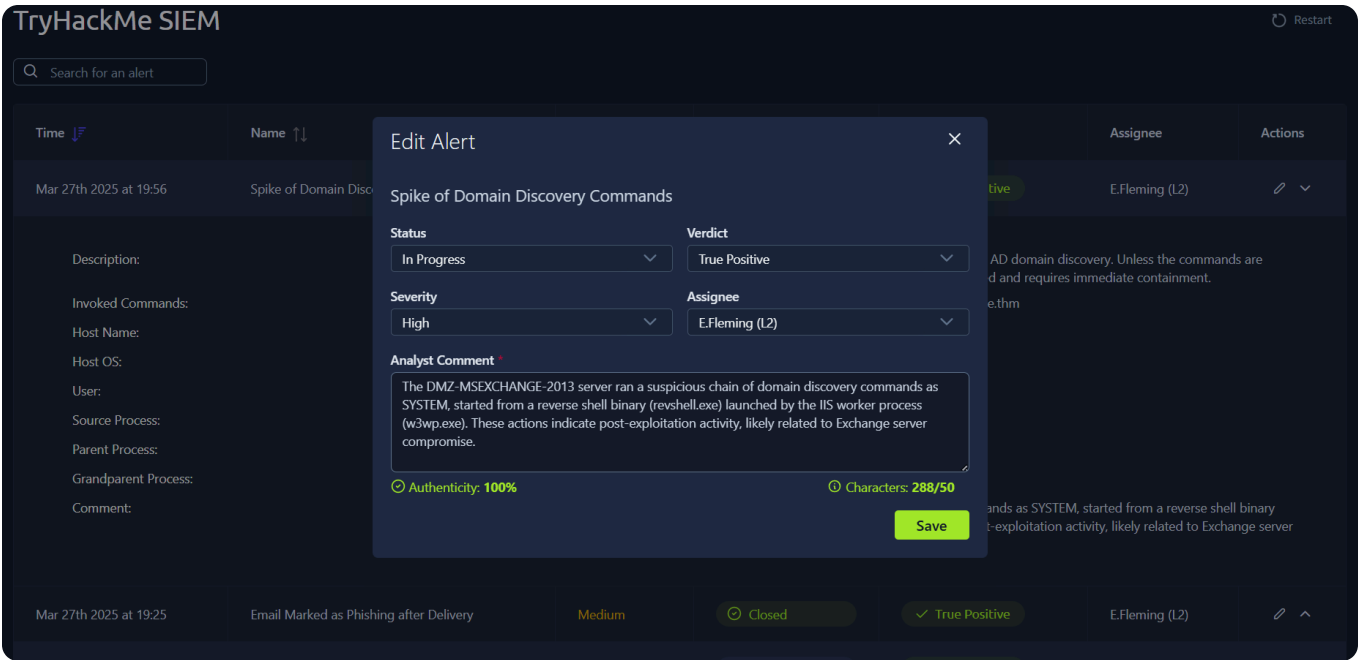 TryHackMe SIEM
Restart
Search for an alert
Time
Name
Assignee
Actions
Edit Alert
Mar 27th 2025 at 19:56
Spike of Domain Disc
tive
E.Fleming (L2)
Spike of Domain Discovery Commands
Status
Verdict
In Progress
True Positive
Description:
AD domain discovery. Unless the commands are
d and requires immediate containment.
Severity
Assignee
Invoked Commands:
e.thm
High
E.Fleming (L2)
Host Name:
Host OS:
Analyst Comment *
The DMZ-MSEXCHANGE-2013 server ran a suspicious chain of domain discovery commands as
SYSTEM, started from a reverse shell binary (revshell.exe) launched by the IIS worker process
(w3wp.exe). These actions indicate post-exploitation activity, likely related to Exchange server
compromise.
User:
Source Process:
Parent Process:
Grandparent Process:
Authenticity: 100%
Characters: 288/50
Comment:
ands as SYSTEM, started from a reverse shell binary
t-exploitation activity, likely related to Exchange server
Save
Mar 27th 2025 at 19:25
Email Marked as Phishing after Delivery
Medium
Closed
True Positive
E.Fleming (L2)